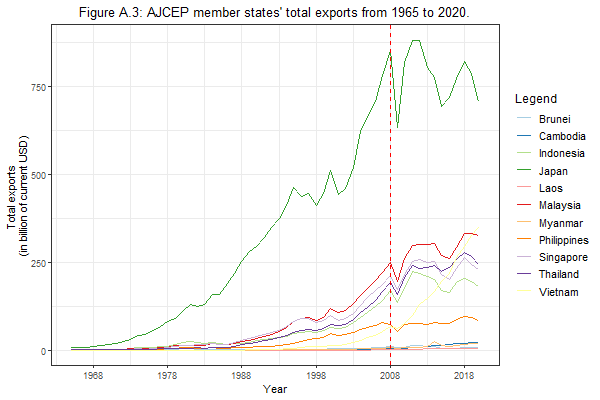 Figure A.3: AJCEP member states' total exports from 1965 to 2020.
Total exports
(in billion of current USD)
750
500
250
0
1968
1978
1988
1998
2008
2018
Year
Legend
Brunei
Cambodia
Indonesia
Japan
Laos
Malaysia
Myanmar
Philippines
Singapore
Thailand
Vietnam